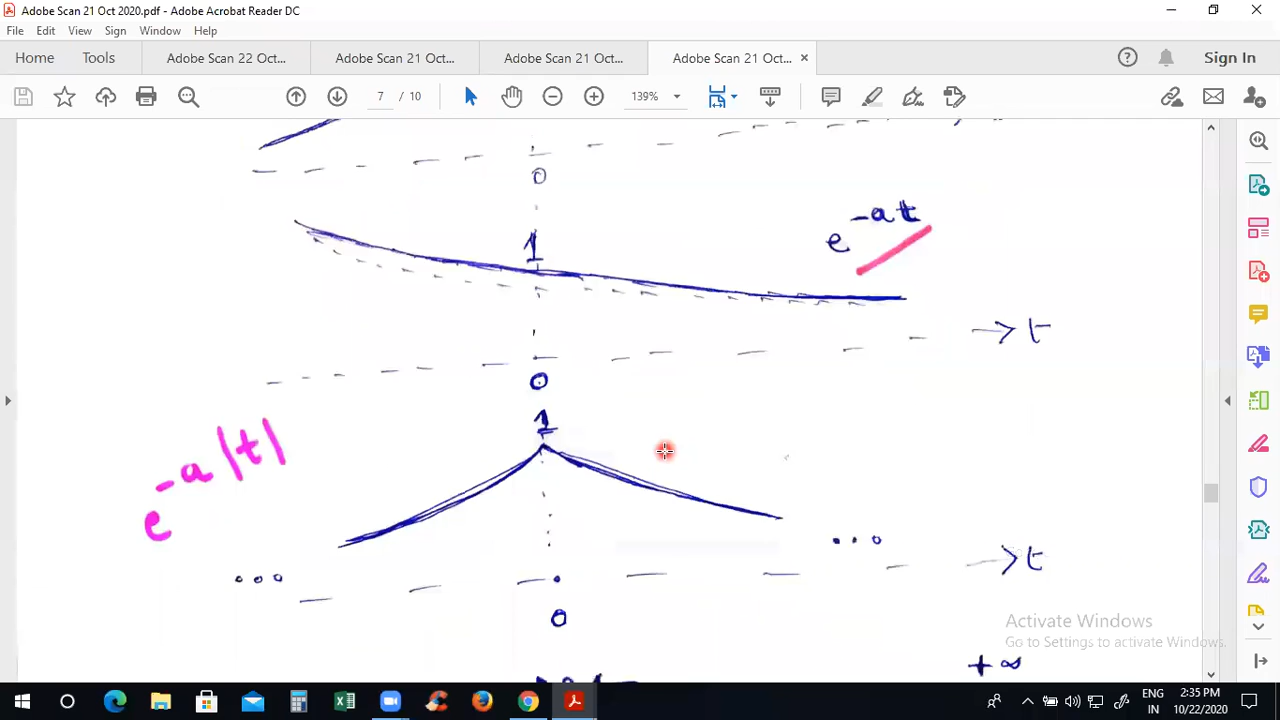 Adobe Scan 21 Oct 2020.pdf - Adobe Acrobat Reader DC
File Edit View Sign Window Help
Home Tools Adobe Scan 22 Oct... Adobe Scan 21 Oct... Adobe Scan 21 Oct... Adobe Scan 21 Oct... Sign In
7 / 10 139%
0
e^-at
1
→ t
0
1
e^-a|t|
...
...
→ t
0
+ ∞
Activate Windows
Go to Settings to activate Windows.
ENG 2:35 PM
IN 10/22/2020